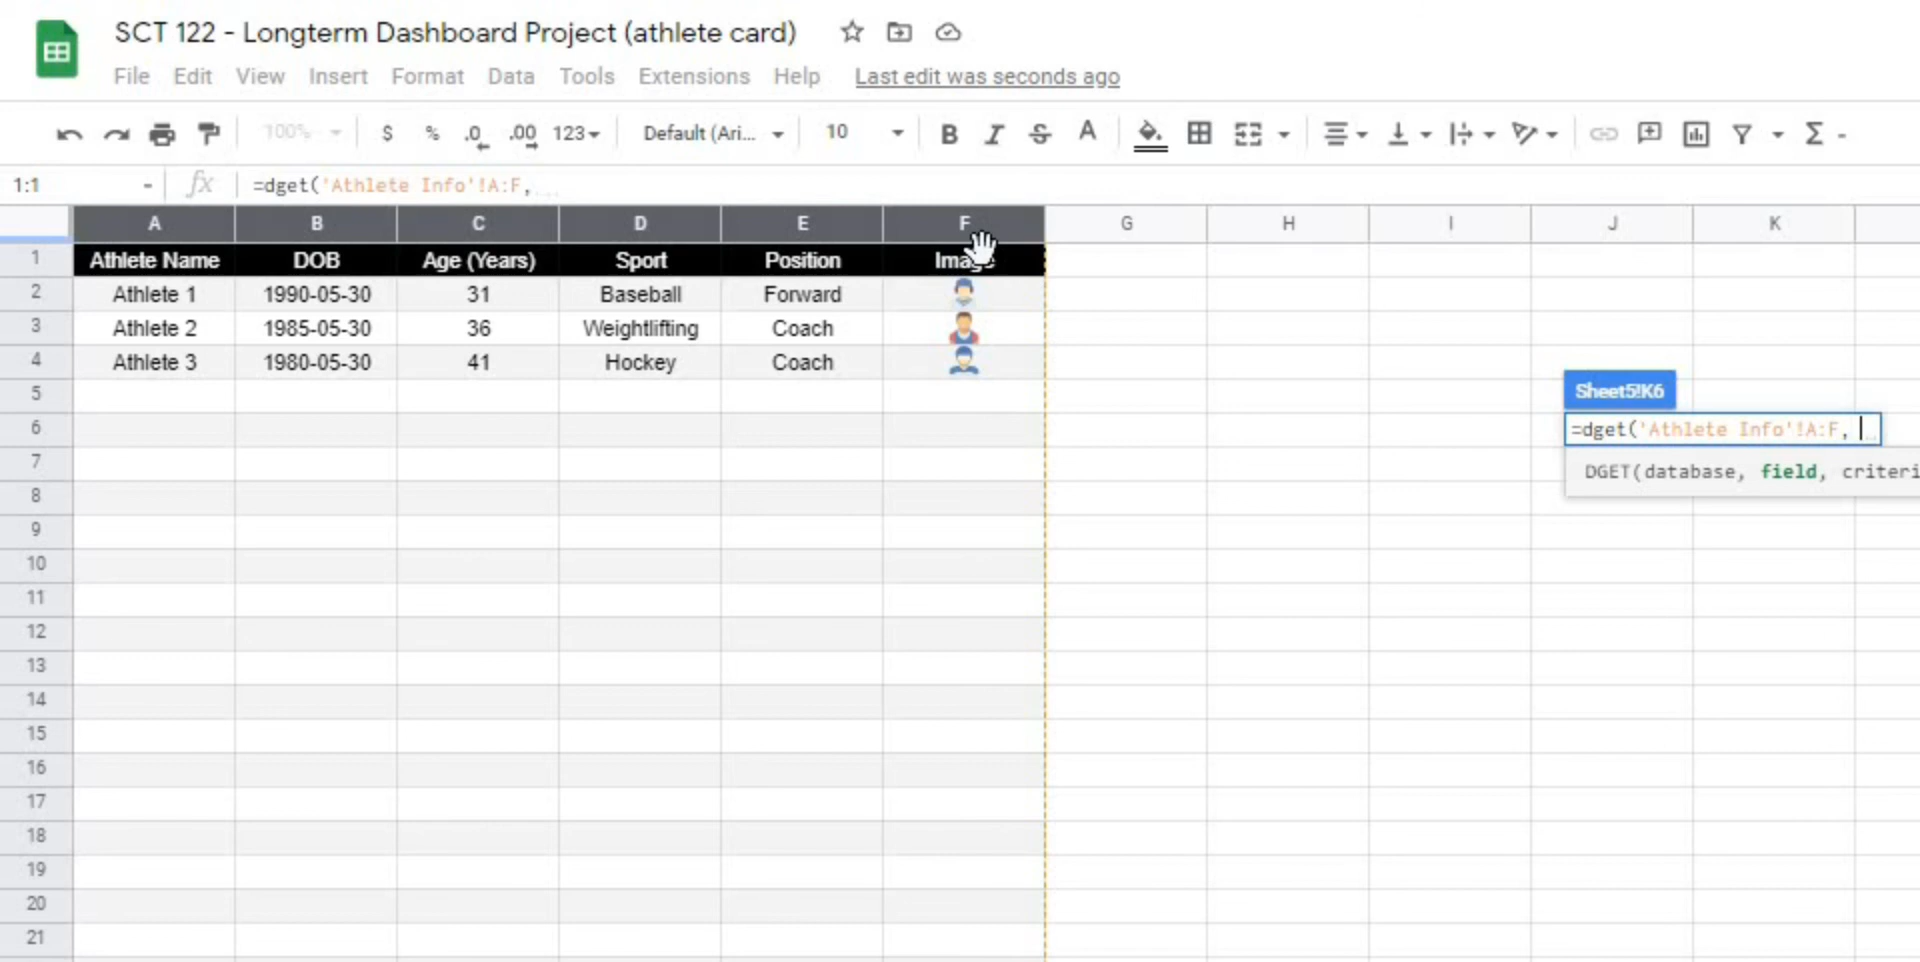 SCT 122 - Longterm Dashboard Project (athlete card)
File Edit View Insert Format Data Tools Extensions Help Last edit was seconds ago
100% $ % .0 .00 123 Default (Ari... 10 B I S A Σ
1:1 fx =dget('Athlete Info'!A:F,
A B C D E F G H I J K
1 Athlete Name DOB Age (Years) Sport Position
2 Athlete 1 1990-05-30 31 Baseball Forward
3 Athlete 2 1985-05-30 36 Weightlifting Coach
4 Athlete 3 1980-05-30 41 Hockey Coach
5 Sheet5!K6
6 =dget('Athlete Info'!A:F,
7 DGET(database, field, criteri
8
9
10
11
12
13
14
15
16
17
18
19
20
21